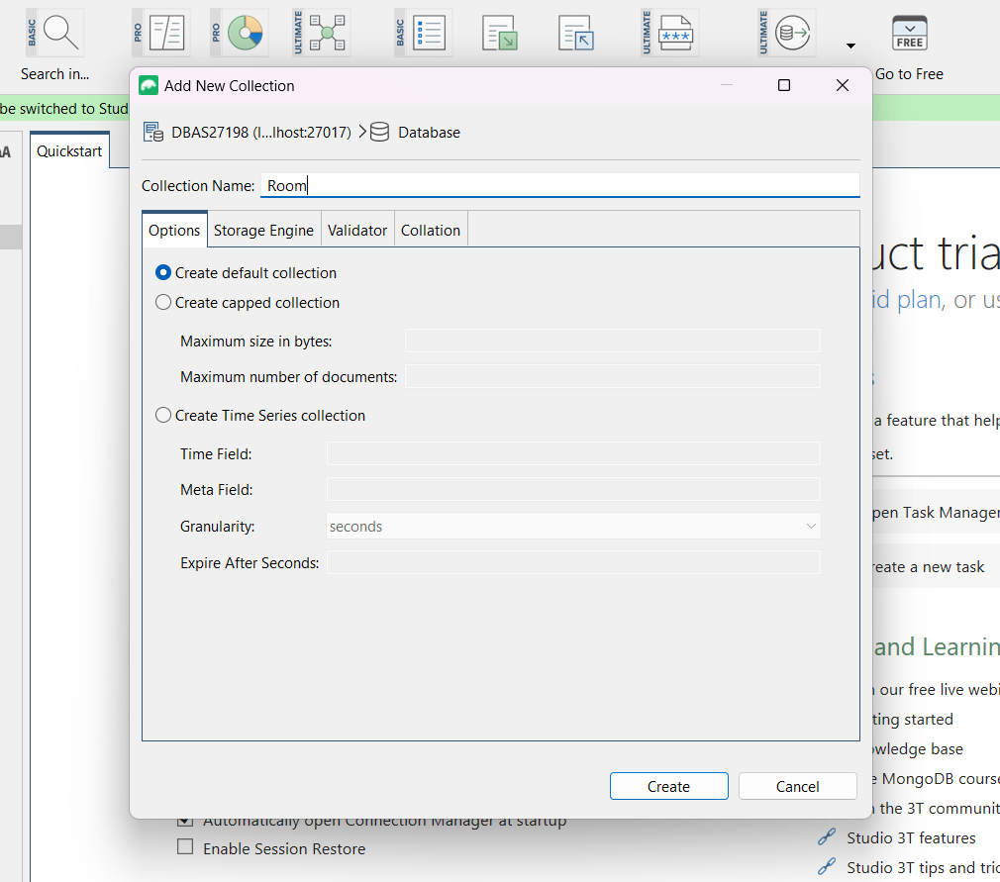 BASIC
PRO
PRO
ULTIMATE
BASIC
ULTIMATE
ULTIMATE
FREE
Search in...
Go to Free
be switched to Stud
Add New Collection
Quickstart
DBAS27198 (l...lhost:27017)
Database
Collection Name:
Room
Options
Storage Engine
Validator
Collation
Create default collection
Create capped collection
Maximum size in bytes:
Maximum number of documents:
Create Time Series collection
Time Field:
Meta Field:
Granularity:
seconds
Expire After Seconds:
Create
Cancel
uct tria
id plan, or us
a feature that help
set.
pen Task Manager
reate a new task
and Learnin
n our free live webi
ting started
owledge base
e MongoDB course
n the 3T communit
Studio 3T features
Studio 3T tips and tric
Automatically open Connection Manager at startup
Enable Session Restore